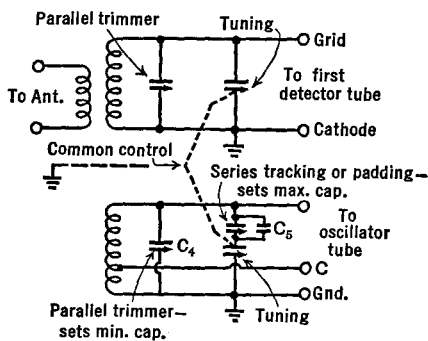 Parallel trimmer
Tuning
Grid
To Ant.
To first
detector tube
Cathode
Common control
Series tracking or padding–
sets max. cap.
To
oscillator
tube
C4
C5
C
Gnd.
Parallel trimmer–
sets min. cap.
Tuning